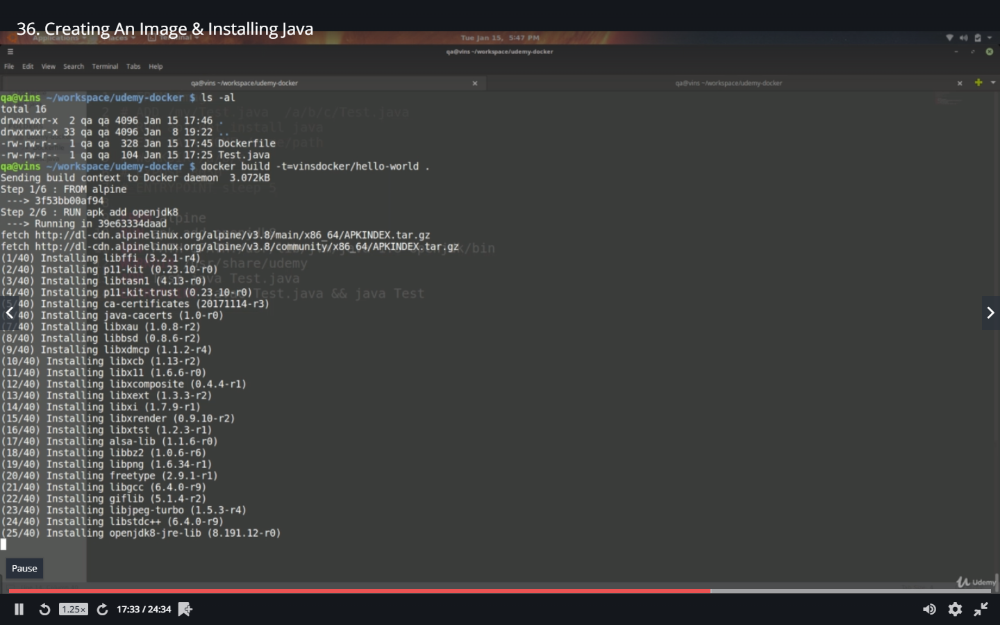 36. Creating An Image & Installing Java
Applications Places Terminal
Tue Jan 15, 5:47 PM
qa@vins ~/workspace/udemy-docker
File Edit View Search Terminal Tabs Help
qa@vins ~/workspace/udemy-docker qa@vins ~/workspace/udemy-docker
qa@vins ~/workspace/udemy-docker $ ls -al
total 16
drwxrwxr-x  2 qa qa 4096 Jan 15 17:46 .
drwxrwxr-x 33 qa qa 4096 Jan  8 19:22 ..
-rw-rw-r--  1 qa qa  328 Jan 15 17:45 Dockerfile
-rw-rw-r--  1 qa qa  104 Jan 15 17:25 Test.java
qa@vins ~/workspace/udemy-docker $ docker build -t=vinsdocker/hello-world .
Sending build context to Docker daemon  3.072kB
Step 1/6 : FROM alpine
 ---> 3f53bb00af94
Step 2/6 : RUN apk add openjdk8
 ---> Running in 39e63334daad
fetch http://dl-cdn.alpinelinux.org/alpine/v3.8/main/x86_64/APKINDEX.tar.gz
fetch http://dl-cdn.alpinelinux.org/alpine/v3.8/community/x86_64/APKINDEX.tar.gz
(1/40) Installing libffi (3.2.1-r4)
(2/40) Installing p11-kit (0.23.10-r0)
(3/40) Installing libtasn1 (4.13-r0)
(4/40) Installing p11-kit-trust (0.23.10-r0)
(5/40) Installing ca-certificates (20171114-r3)
(6/40) Installing java-cacerts (1.0-r0)
(7/40) Installing libxau (1.0.8-r2)
(8/40) Installing libbsd (0.8.6-r2)
(9/40) Installing libxdmcp (1.1.2-r4)
(10/40) Installing libxcb (1.13-r2)
(11/40) Installing libx11 (1.6.6-r0)
(12/40) Installing libxcomposite (0.4.4-r1)
(13/40) Installing libxext (1.3.3-r2)
(14/40) Installing libxi (1.7.9-r1)
(15/40) Installing libxrender (0.9.10-r2)
(16/40) Installing libxtst (1.2.3-r1)
(17/40) Installing alsa-lib (1.1.6-r0)
(18/40) Installing libbz2 (1.0.6-r6)
(19/40) Installing libpng (1.6.34-r1)
(20/40) Installing freetype (2.9.1-r1)
(21/40) Installing libgcc (6.4.0-r9)
(22/40) Installing giflib (5.1.4-r2)
(23/40) Installing libjpeg-turbo (1.5.3-r4)
(24/40) Installing libstdc++ (6.4.0-r9)
(25/40) Installing openjdk8-jre-lib (8.191.12-r0)
Pause
Udemy
1.25× 17:33 / 24:34